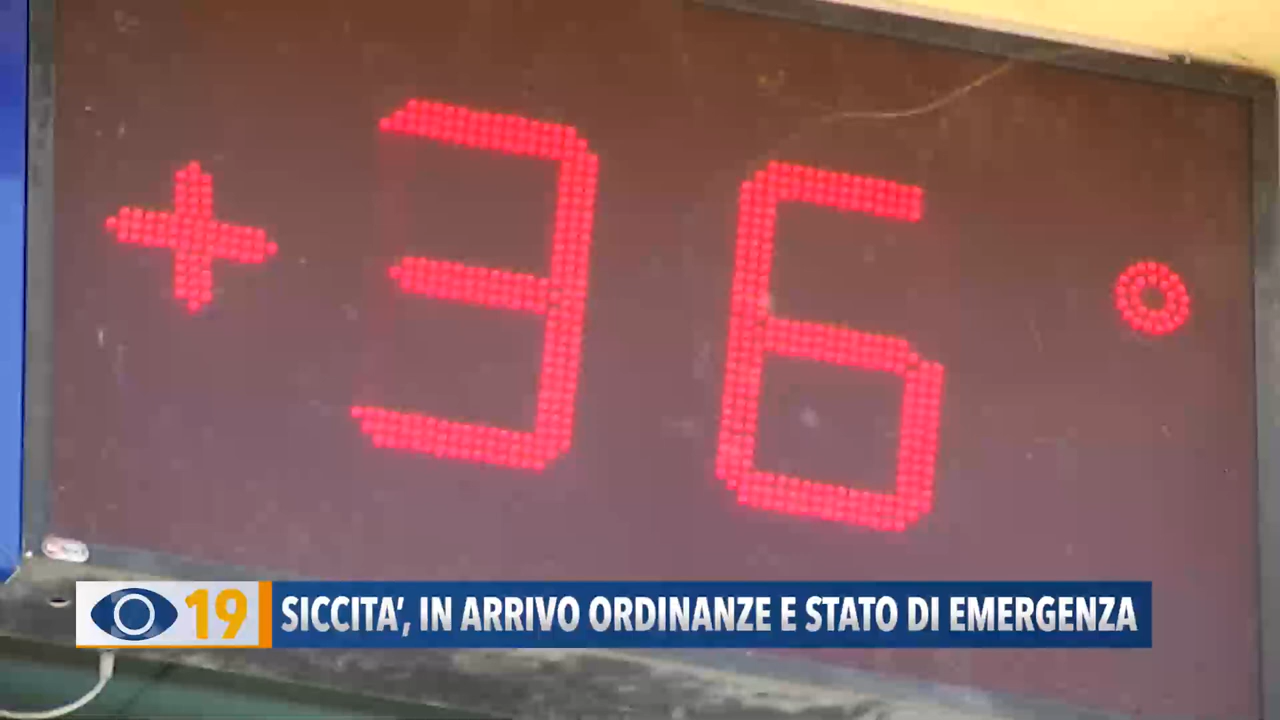 +36°
19 SICCITA', IN ARRIVO ORDINANZE E STATO DI EMERGENZA